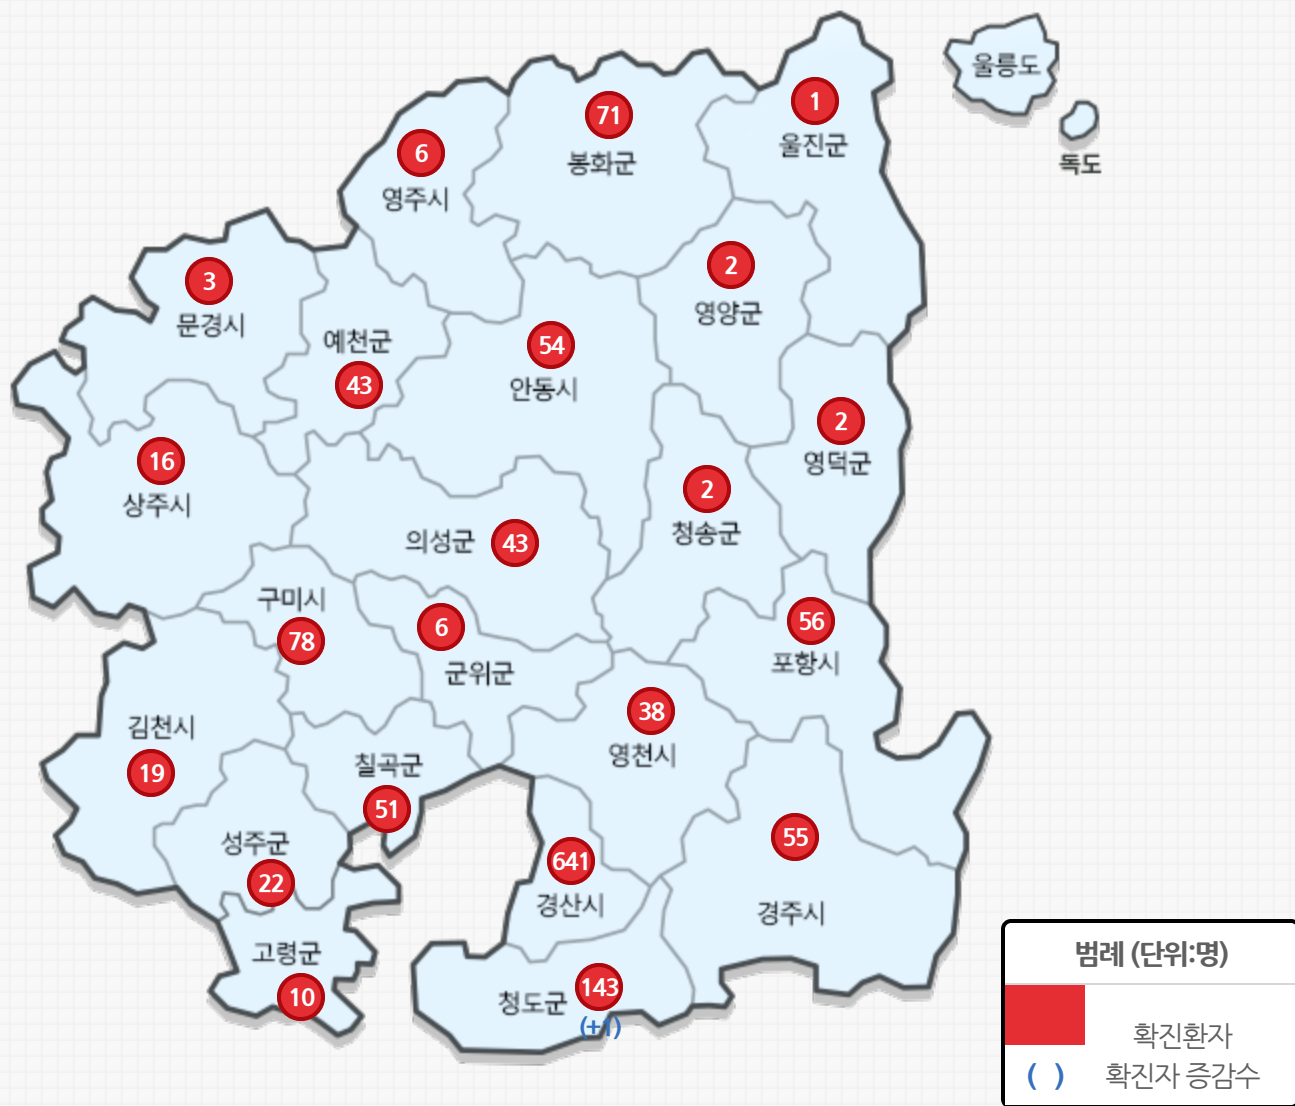 울릉도
독도
1
울진군
71
봉화군
6
영주시
2
영양군
3
문경시
예천군
43
54
안동시
2
영덕군
16
상주시
2
청송군
의성군
43
구미시
78
6
군위군
56
포항시
38
영천시
김천시
19
칠곡군
51
성주군
22
641
경산시
55
경주시
고령군
10
청도군
143
(+1)
범례 (단위:명)
확진환자
( ) 확진자 증감수